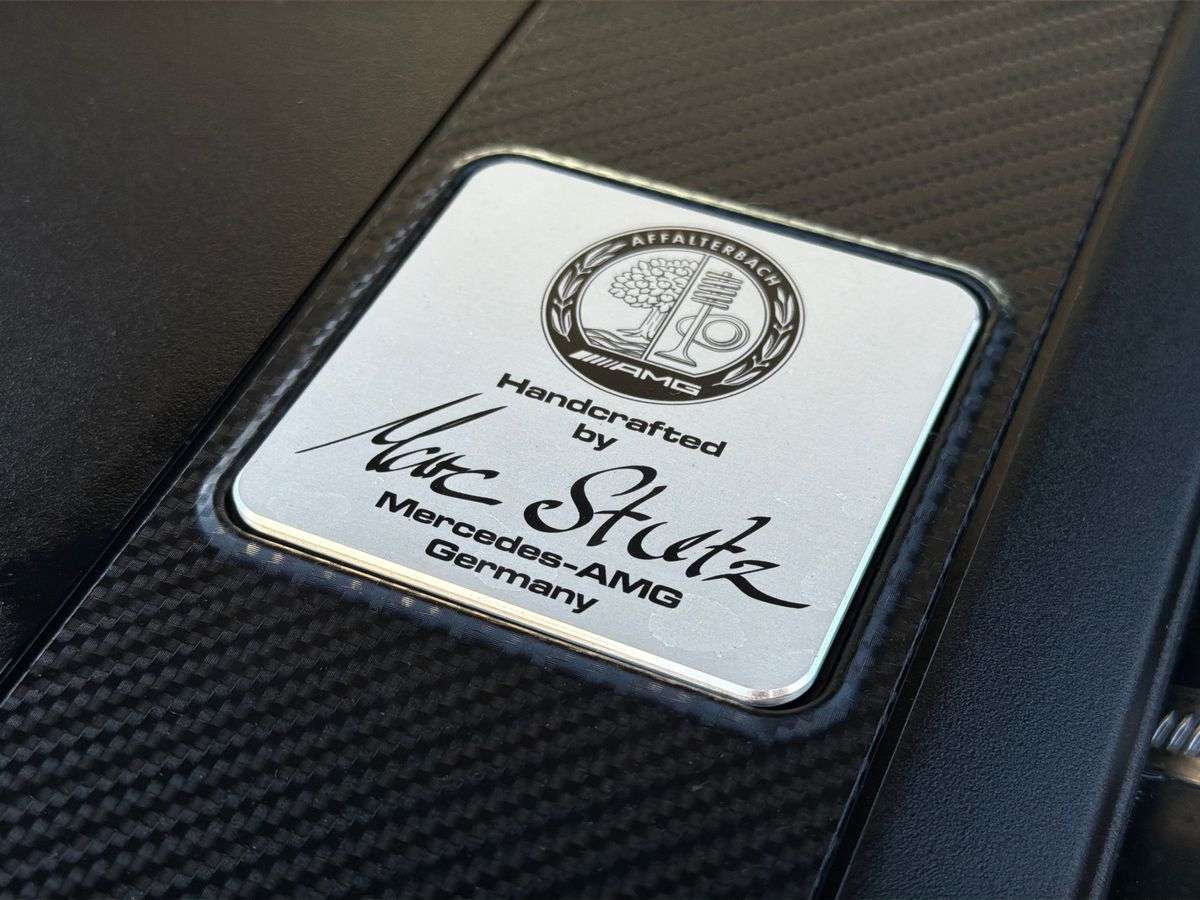 AFFALTERBACH
AMG
Handcrafted
by
Marc Stutz
Mercedes-AMG
Germany